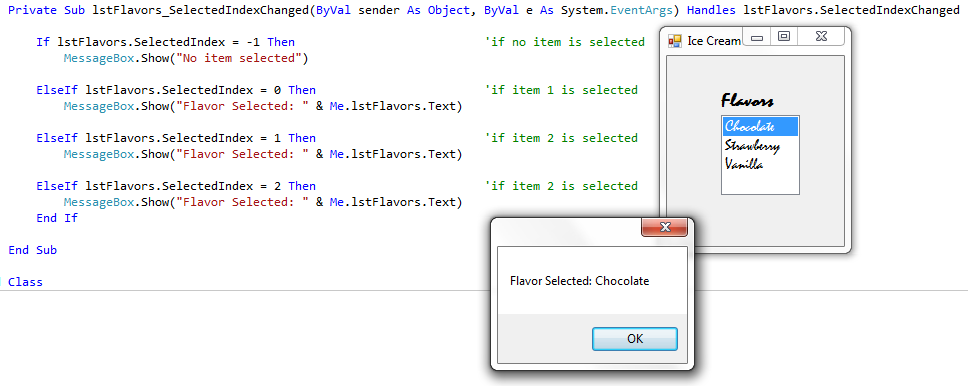 Private Sub lstFlavors_SelectedIndexChanged(ByVal sender As Object, ByVal e As System.EventArgs) Handles lstFlavors.SelectedIndexChanged
If lstFlavors.SelectedIndex = -1 Then 'if no item is selected
MessageBox.Show("No item selected")
ElseIf lstFlavors.SelectedIndex = 0 Then 'if item 1 is selected
MessageBox.Show("Flavor Selected: " & Me.lstFlavors.Text)
ElseIf lstFlavors.SelectedIndex = 1 Then 'if item 2 is selected
MessageBox.Show("Flavor Selected: " & Me.lstFlavors.Text)
ElseIf lstFlavors.SelectedIndex = 2 Then 'if item 2 is selected
MessageBox.Show("Flavor Selected: " & Me.lstFlavors.Text)
End If
End Sub
Class
Ice Cream
Flavors
Chocolate
Strawberry
Vanilla
Flavor Selected: Chocolate
OK